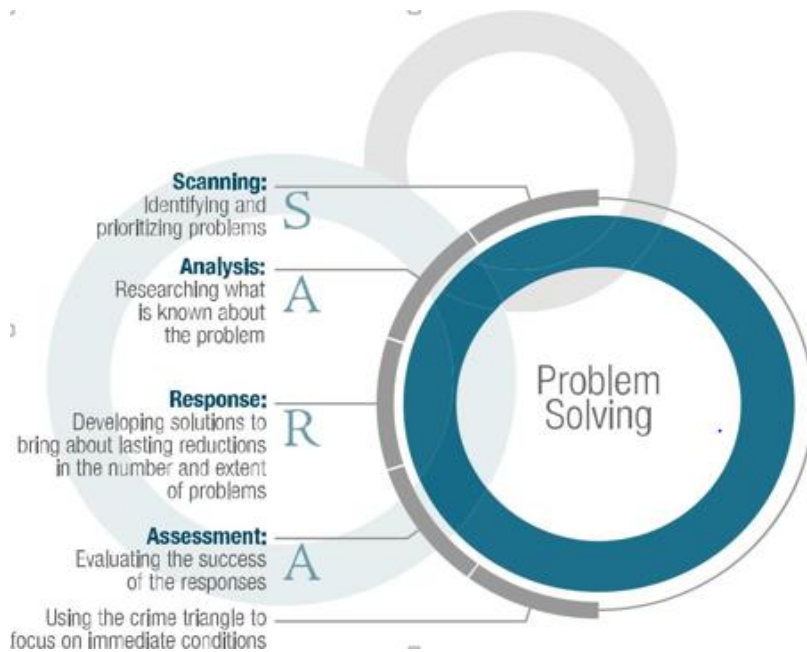 Scanning:
Identifying and
prioritizing problems
S
Analysis:
Researching what
is known about
the problem
A
Response:
Developing solutions to
bring about lasting reductions
in the number and extent
of problems
R
Assessment:
Evaluating the success
of the responses
A
Using the crime triangle to
focus on immediate conditions
Problem
Solving